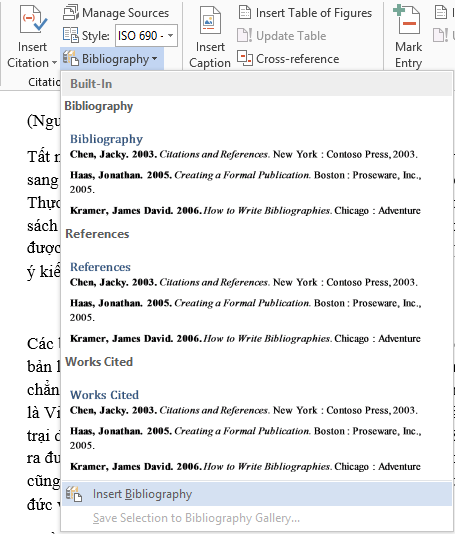 Manage Sources
Insert Table of Figures
Style: ISO 690 -
Update Table
Insert Citation
Bibliography
Insert Caption
Cross-reference
Mark Entry
Citatio
Built-In
Bibliography
Bibliography
Chen, Jacky. 2003. Citations and References. New York : Contoso Press, 2003.
Haas, Jonathan. 2005. Creating a Formal Publication. Boston : Proseware, Inc.,
2005.
Kramer, James David. 2006. How to Write Bibliographies. Chicago : Adventure
References
References
Chen, Jacky. 2003. Citations and References. New York : Contoso Press, 2003.
Haas, Jonathan. 2005. Creating a Formal Publication. Boston : Proseware, Inc.,
2005.
Kramer, James David. 2006. How to Write Bibliographies. Chicago : Adventure
Works Cited
Works Cited
Chen, Jacky. 2003. Citations and References. New York : Contoso Press, 2003.
Haas, Jonathan. 2005. Creating a Formal Publication. Boston : Proseware, Inc.,
2005.
Kramer, James David. 2006. How to Write Bibliographies. Chicago : Adventure
Insert Bibliography
Save Selection to Bibliography Gallery...
(Ngu
Tất n
sang
Thực
sách
được
ý kiế
Các b
bản h
chẳn
là Vi
trại d
ra đu
cũng
đức v